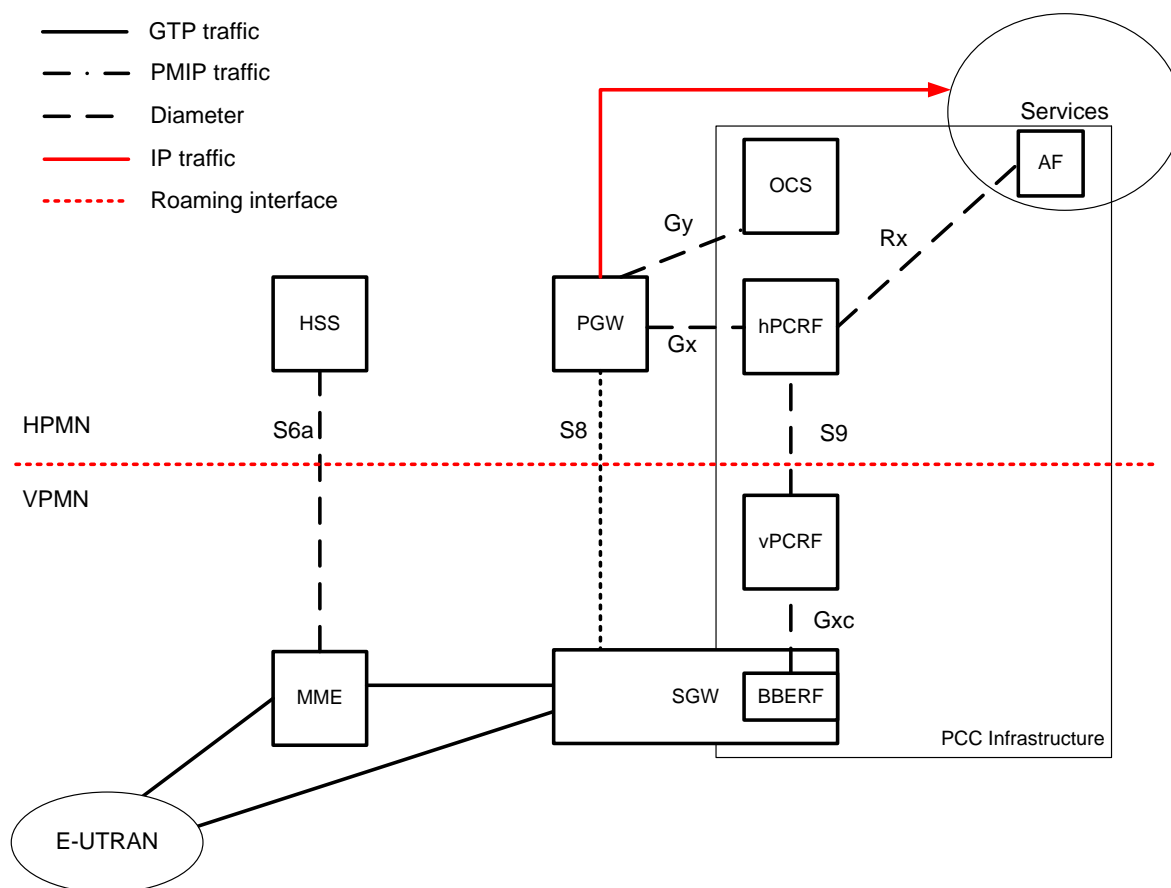 GTP traffic
PMIP traffic
Diameter
IP traffic
Roaming interface
Services
AF
OCS
Gy
Rx
HSS
PGW
hPCRF
Gx
HPMN
S6a
S8
S9
VPMN
vPCRF
Gxc
MME
SGW
BBERF
PCC Infrastructure
E-UTRAN